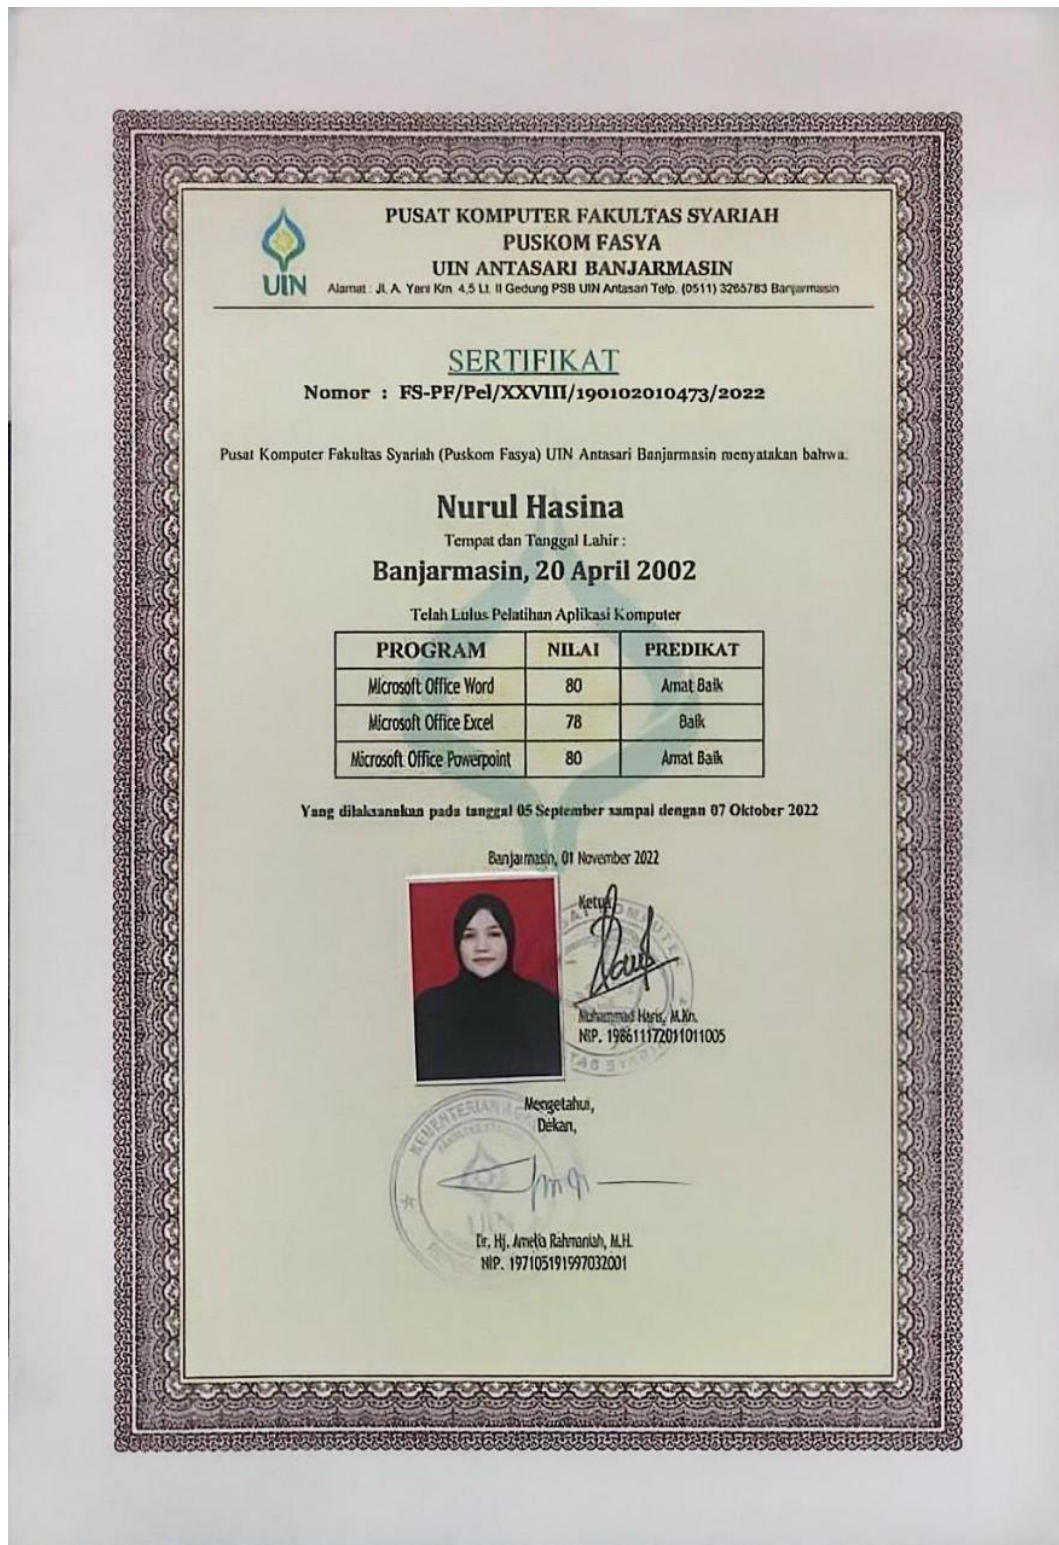 PUSAT KOMPUTER FAKULTAS SYARIAH
PUSKOM FASYA
UIN ANTASARI BANJARMASIN
UIN
Alamat : Jl. A. Yani Km. 4,5 Lt. II Gedung PSB UIN Antasari Telp. (0511) 3265783 Banjarmasin
SERTIFIKAT
Nomor : FS-PF/Pel/XXVIII/190102010473/2022
Pusat Komputer Fakultas Syariah (Puskom Fasya) UIN Antasari Banjarmasin menyatakan bahwa:
Nurul Hasina
Tempat dan Tanggal Lahir :
Banjarmasin, 20 April 2002
Telah Lulus Pelatihan Aplikasi Komputer
PROGRAM NILAI PREDIKAT
Microsoft Office Word 80 Amat Baik
Microsoft Office Excel 78 Baik
Microsoft Office Powerpoint 80 Amat Baik
Yang dilaksanakan pada tanggal 05 September sampai dengan 07 Oktober 2022
Banjarmasin, 01 November 2022
Ketua
Muhammad Haris, M.Kn.
NIP. 198611172011011005
Mengetahui,
Dekan,
KEMENTERIAN
UIN
Dr. Hj. Amelia Rahmaniah, M.H.
NIP. 197105191997032001